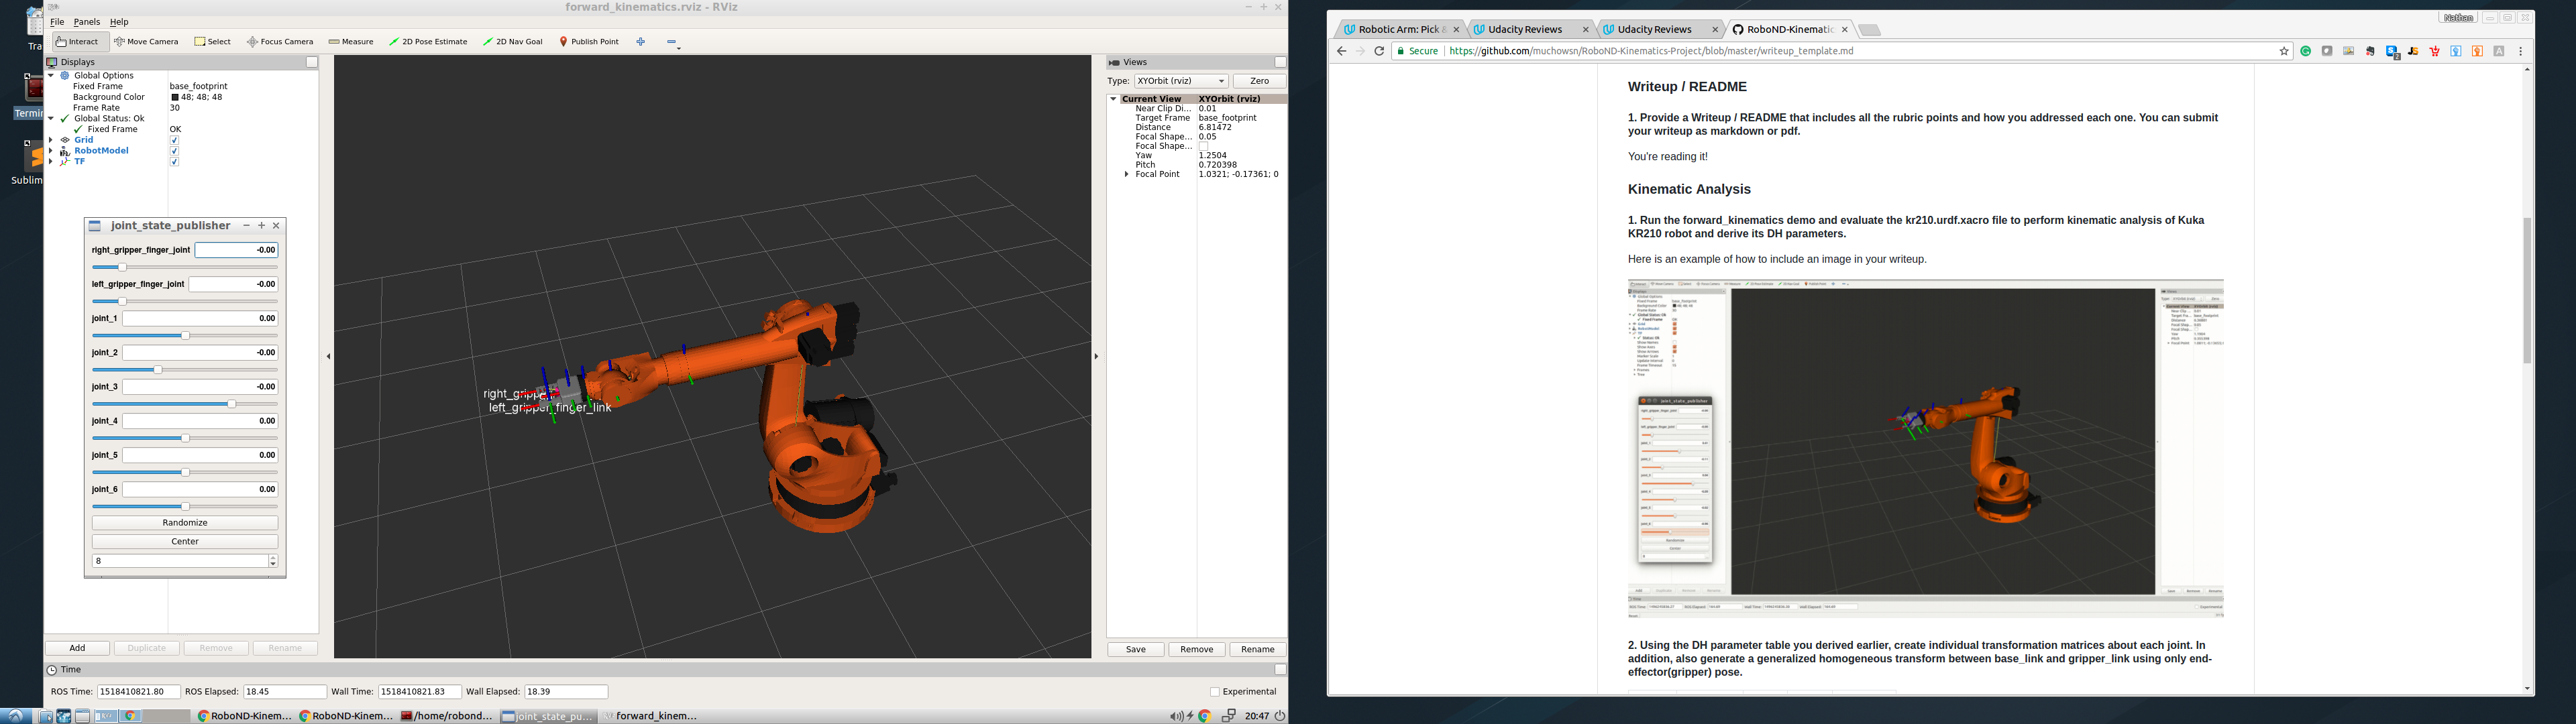 forward_kinematics.rviz - RViz
File Panels Help
Interact Move Camera Select Focus Camera Measure 2D Pose Estimate 2D Nav Goal Publish Point
Displays
Global Options
Fixed Frame base_footprint
Background Color 48; 48; 48
Frame Rate 30
Global Status: Ok
Fixed Frame OK
Grid
RobotModel
TF
joint_state_publisher
right_gripper_finger_joint -0.00
left_gripper_finger_joint -0.00
joint_1 0.00
joint_2 -0.00
joint_3 -0.00
joint_4 0.00
joint_5 0.00
joint_6 0.00
Randomize
Center
8
Add Duplicate Remove Rename
left_gripper_finger_link
Views
Type: XYOrbit (rviz) Zero
Current View XYOrbit (rviz)
Near Clip Di... 0.01
Target Frame base_footprint
Distance 6.81472
Focal Shape... 0.05
Focal Shape...
Yaw 1.2504
Pitch 0.720398
Focal Point 1.0321; -0.17361; 0
Save Remove Rename
Time
ROS Time: 1518410821.80 ROS Elapsed: 18.45 Wall Time: 1518410821.83 Wall Elapsed: 18.39 Experimental
RoboND-Kinem... RoboND-Kinem... /home/robond... joint_state_pu... forward_kinem... 20:47
Nathan
Robotic Arm: Pick & Udacity Reviews Udacity Reviews RoboND-Kinematic
Secure https://github.com/muchowsn/RoboND-Kinematics-Project/blob/master/writeup_template.md
Writeup / README
1. Provide a Writeup / README that includes all the rubric points and how you addressed each one. You can submit
your writeup as markdown or pdf.
You're reading it!
Kinematic Analysis
1. Run the forward_kinematics demo and evaluate the kr210.urdf.xacro file to perform kinematic analysis of Kuka
KR210 robot and derive its DH parameters.
Here is an example of how to include an image in your writeup.
joint_state_publisher
2. Using the DH parameter table you derived earlier, create individual transformation matrices about each joint. In
addition, also generate a generalized homogeneous transform between base_link and gripper_link using only end-
effector(gripper) pose.